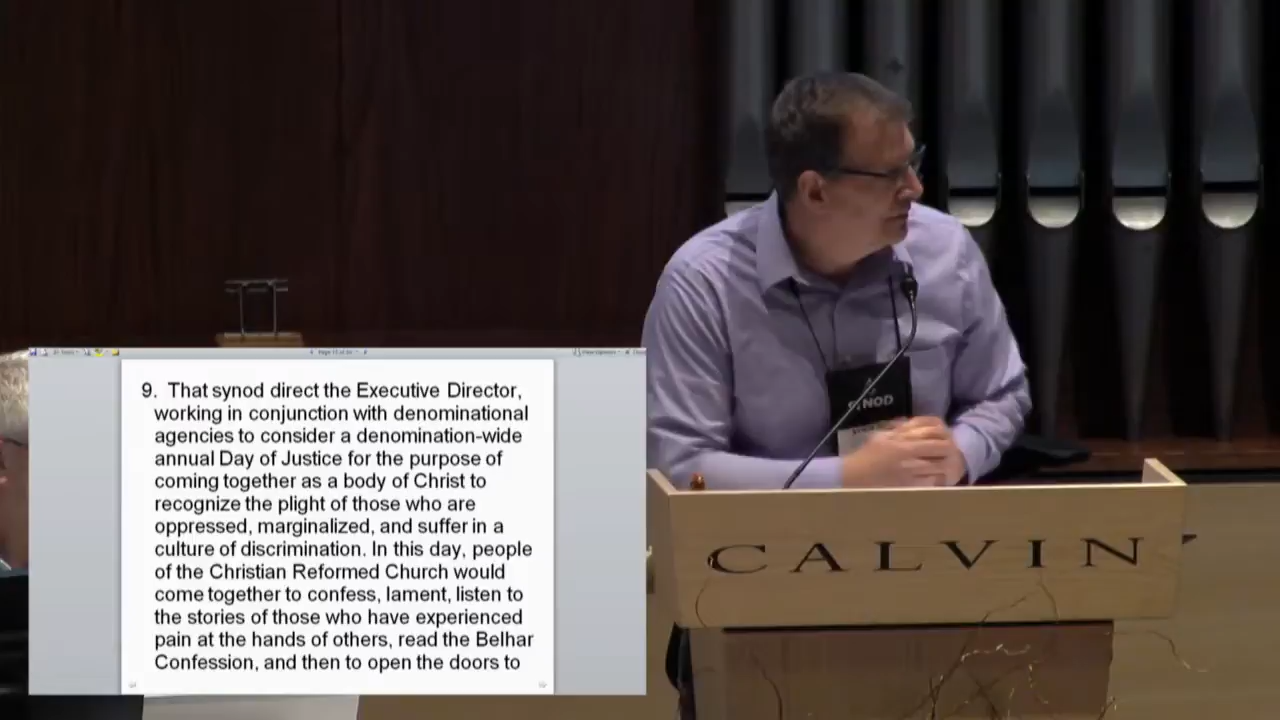 9. That synod direct the Executive Director,
working in conjunction with denominational
agencies to consider a denomination-wide
annual Day of Justice for the purpose of
coming together as a body of Christ to
recognize the plight of those who are
oppressed, marginalized, and suffer in a
culture of discrimination. In this day, people
of the Christian Reformed Church would
come together to confess, lament, listen to
the stories of those who have experienced
pain at the hands of others, read the Belhar
Confession, and then to open the doors to
SYNOD
CALVIN